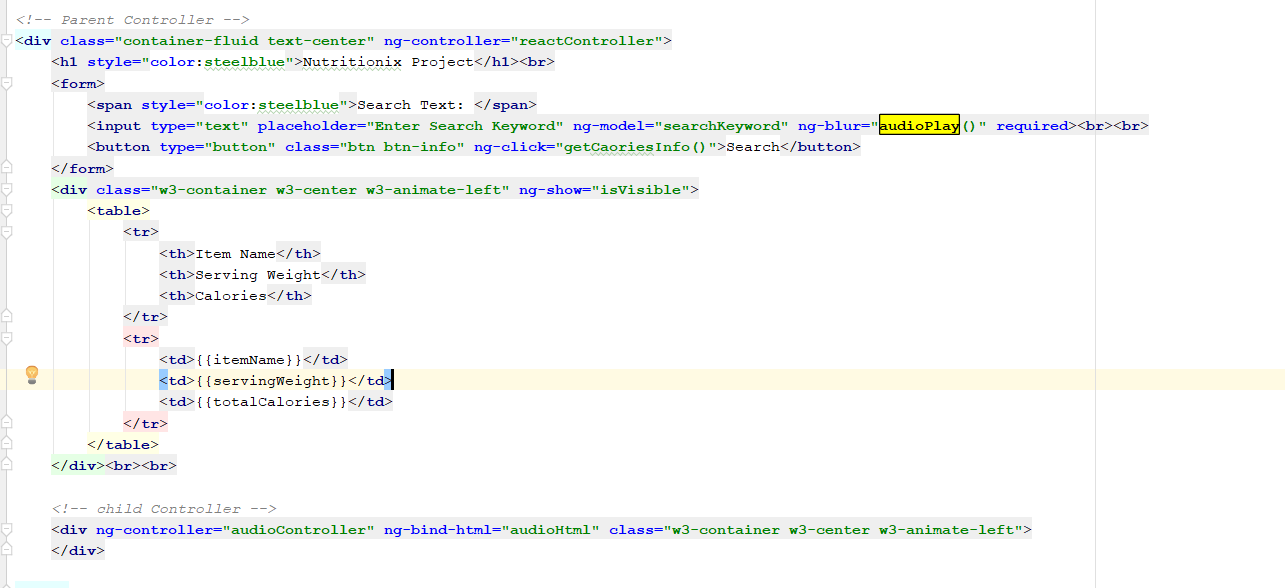 <!-- Parent Controller -->
<div class="container-fluid text-center" ng-controller="reactController">
<h1 style="color:steelblue">Nutritionix Project</h1><br>
<form>
<span style="color:steelblue">Search Text: </span>
<input type="text" placeholder="Enter Search Keyword" ng-model="searchKeyword" ng-blur="audioPlay()" required><br><br>
<button type="button" class="btn btn-info" ng-click="getCaoriesInfo()">Search</button>
</form>
<div class="w3-container w3-center w3-animate-left" ng-show="isVisible">
<table>
<tr>
<th>Item Name</th>
<th>Serving Weight</th>
<th>Calories</th>
</tr>
<tr>
<td>{{itemName}}</td>
<td>{{servingWeight}}</td>
<td>{{totalCalories}}</td>
</tr>
</table>
</div><br><br>
<!-- child Controller -->
<div ng-controller="audioController" ng-bind-html="audioHtml" class="w3-container w3-center w3-animate-left">
</div>